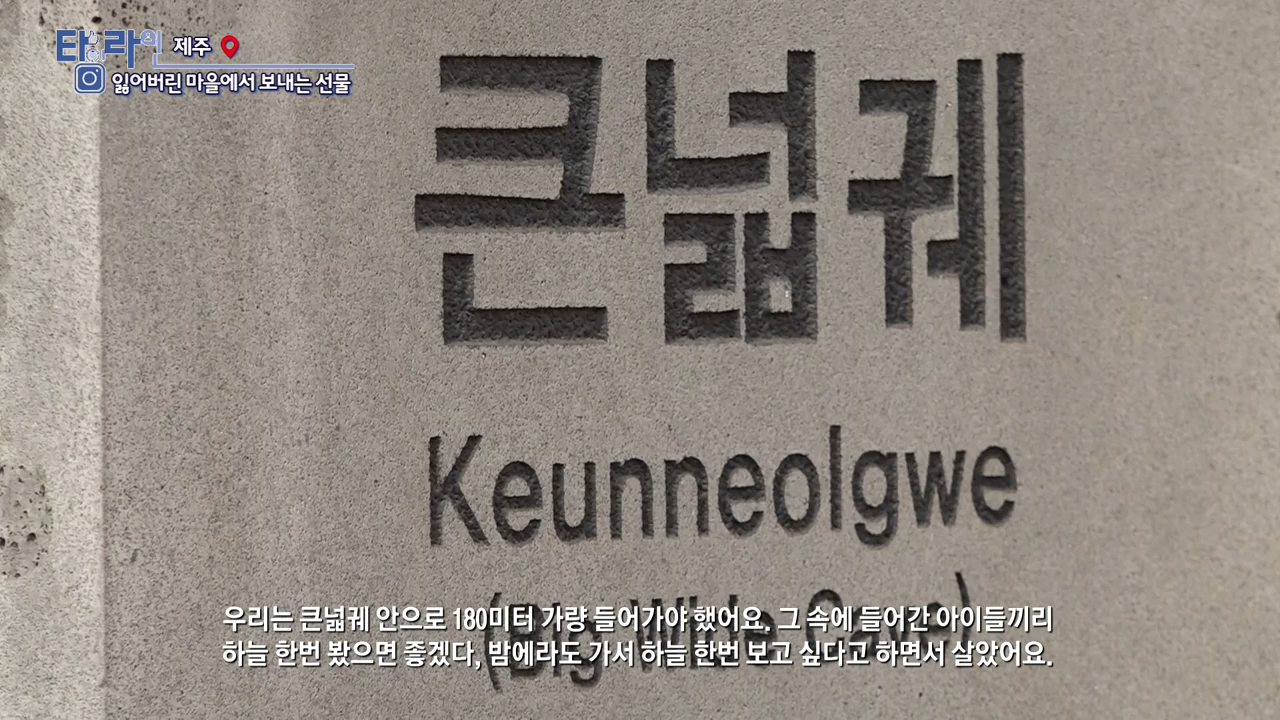 탐라의 제주
잃어버린 마을에서 보내는 선물
큰넓궤
Keunneolgwe
(Big Wide Cave)
우리는 큰넓궤 안으로 180미터 가량 들어가야 했어요. 그 속에 들어간 아이들끼리
하늘 한번 봤으면 좋겠다, 밤에라도 가서 하늘 한번 보고 싶다고 하면서 살았어요.